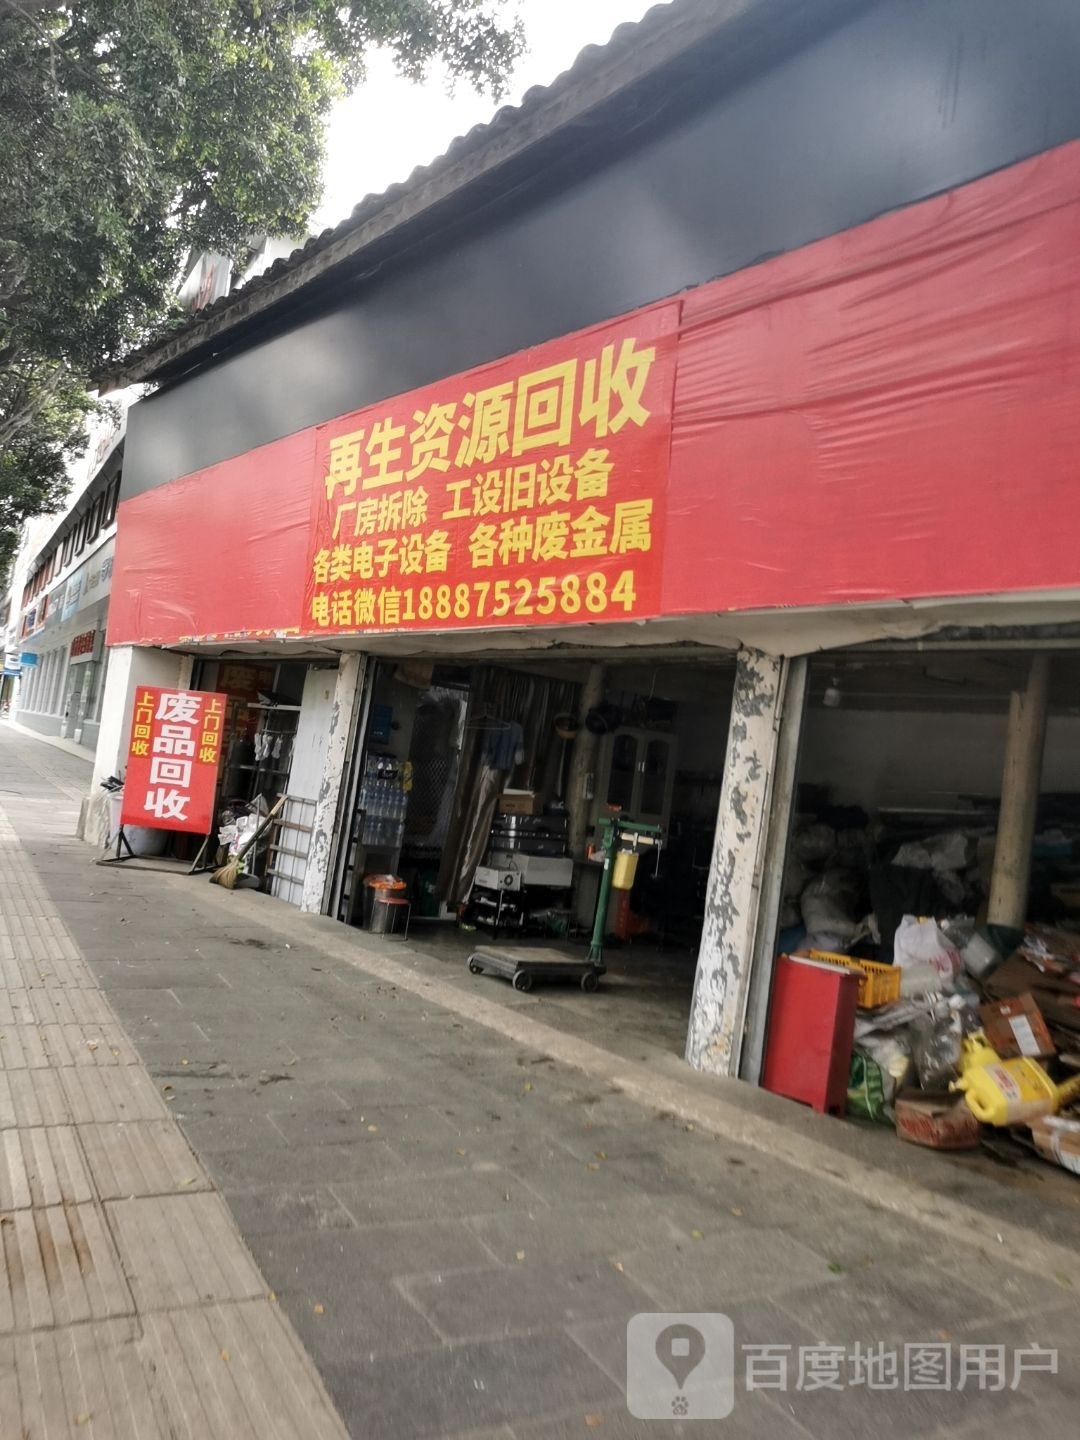 再生资源回收
厂房拆除 工设旧设备
各类电子设备 各种废金属
电话微信18887525884
上门回收
废品回收
上门回收
百度地图用户